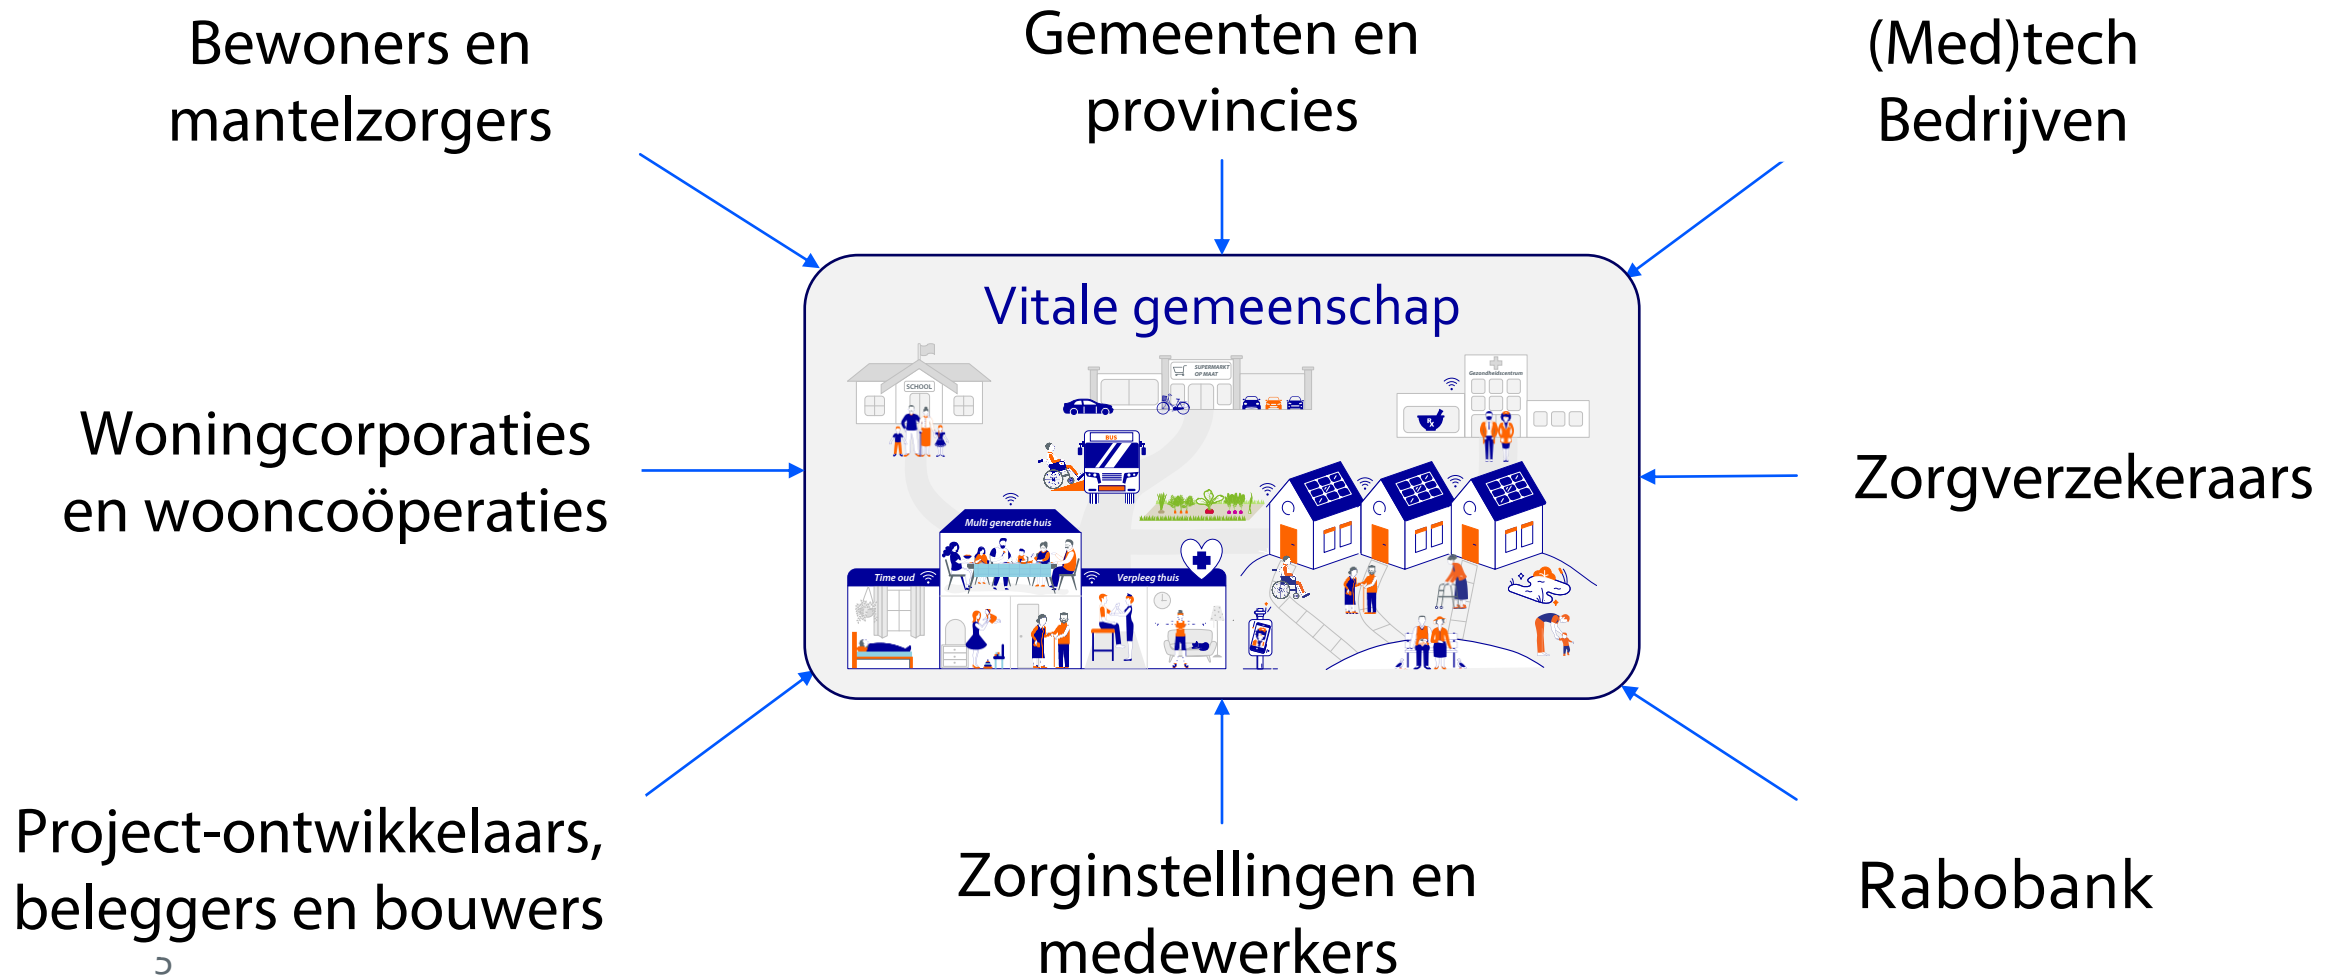 Bewoners en
mantelzorgers
Gemeenten en
provincies
(Med)tech
Bedrijven
Vitale gemeenschap
SCHOOL
SUPERMARKT
OP MAAT
Gezondheidscentrum
BUS
Multi generatie huis
Time oud
Verpleeg thuis
Woningcorporaties
en wooncoöperaties
Zorgverzekeraars
Project-ontwikkelaars,
beleggers en bouwers
Zorginstellingen en
medewerkers
Rabobank